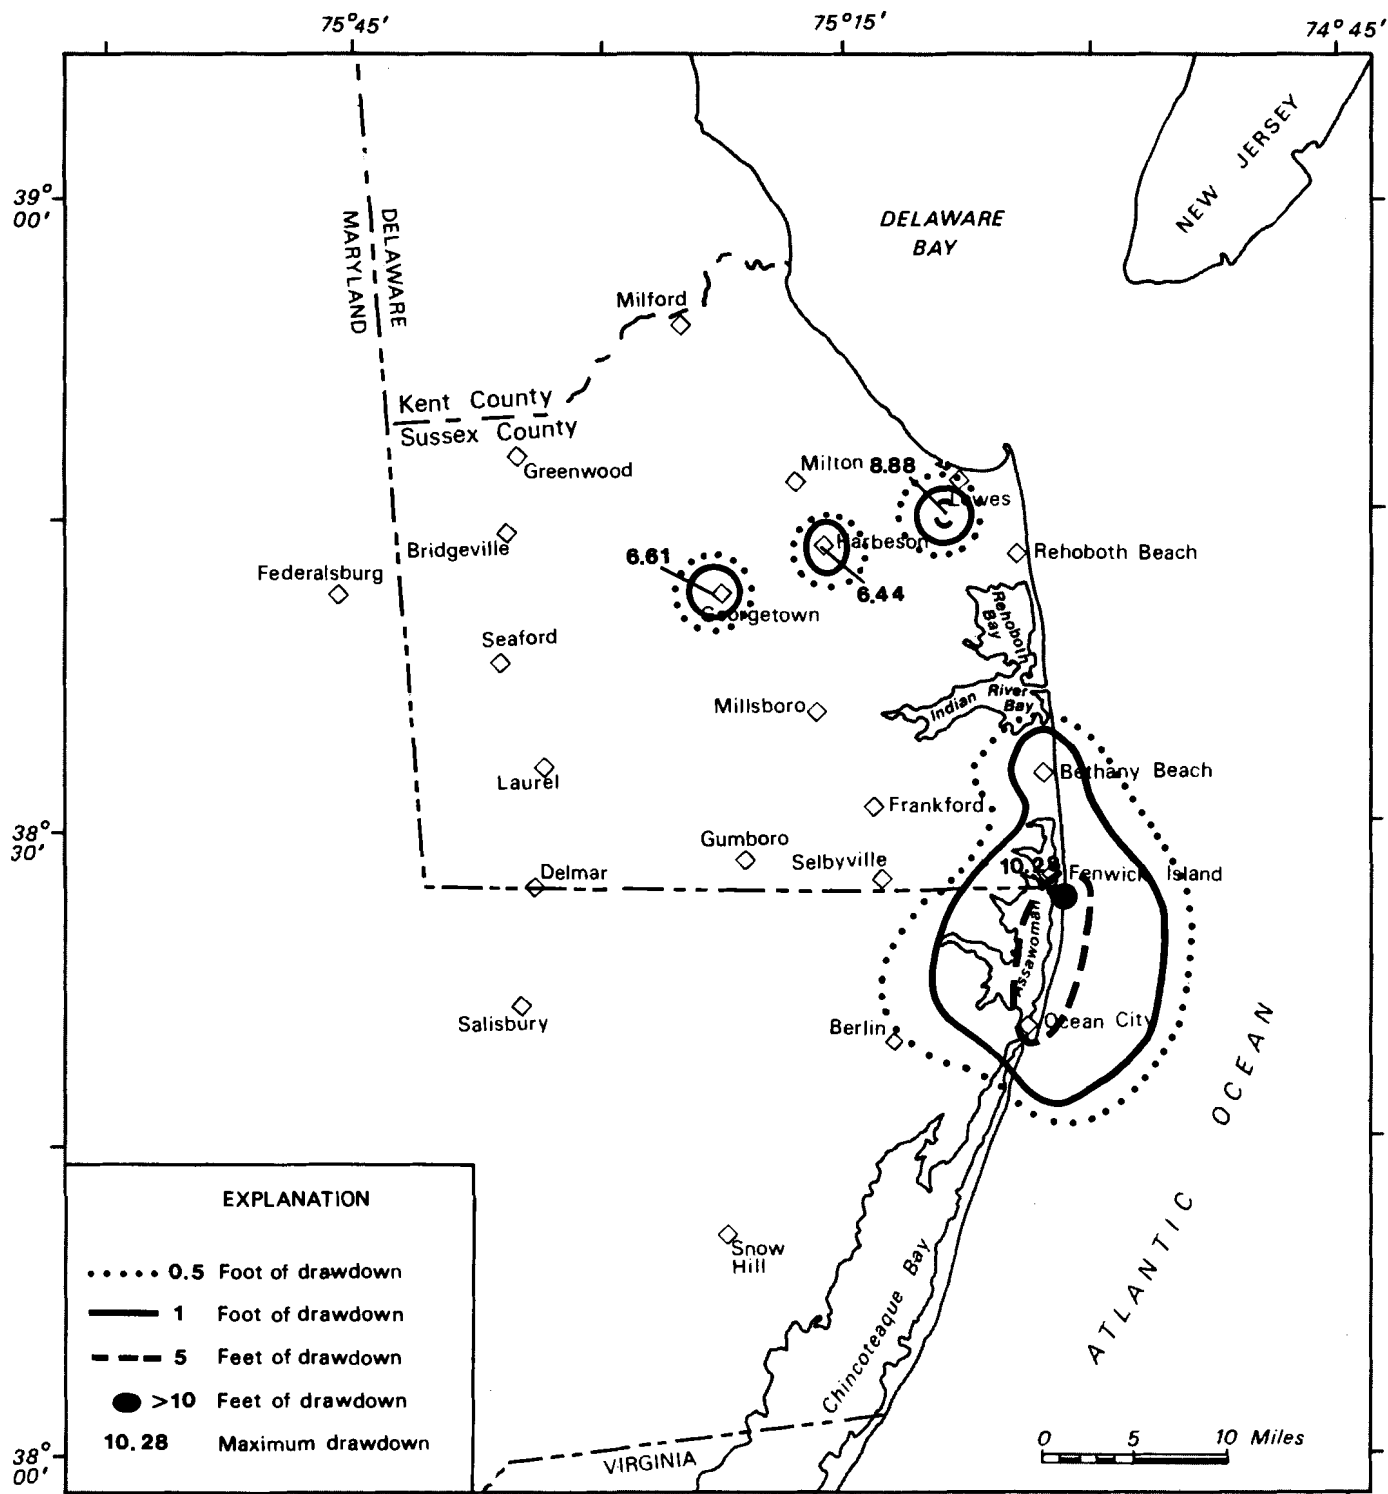 75°45′
75°15′
74°45′
39°
00′
DELAWARE
MARYLAND
DELAWARE
BAY
NEW JERSEY
Milford
Kent County
Sussex County
Greenwood
Milton
8.88
Lewes
Bridgeville
Harbeson
Rehoboth Beach
6.61
6.44
Federalsburg
Georgetown
Rehoboth
Bay
Seaford
Millsboro
Indian River
Bay
Laurel
Bethany Beach
Frankford
38°
30′
Gumboro
Selbyville
10.28
Fenwick Island
Delmar
Assawoman
Salisbury
Berlin
Ocean City
ATLANTIC OCEAN
Snow
Hill
Chincoteaque Bay
VIRGINIA
38°
00′
EXPLANATION
0.5 Foot of drawdown
1 Foot of drawdown
5 Feet of drawdown
>10 Feet of drawdown
10.28 Maximum drawdown
0 5 10 Miles